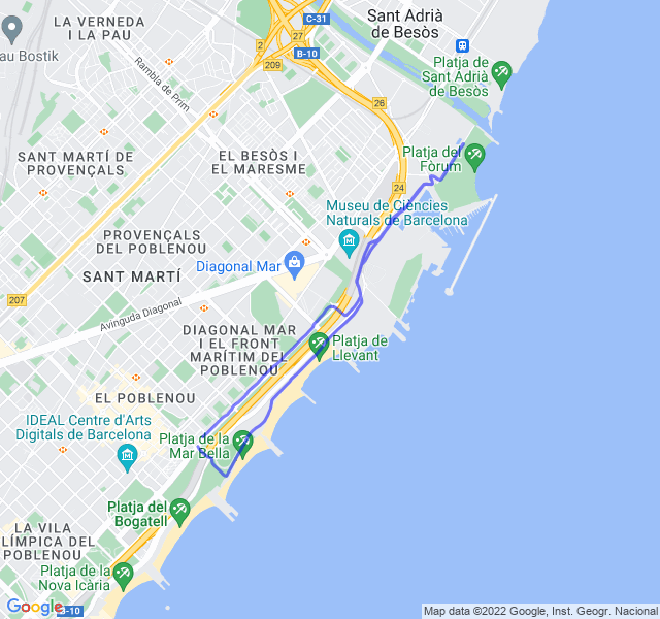 LA VERNEDA
I LA PAU
C-31
Sant Adrià
de Besòs
2
27
B-10
209
au Bostik
Platja de
Sant Adrià
de Besòs
Rambla de Prim
26
SANT MARTÍ DE
PROVENÇALS
EL BESÒS I
EL MARESME
Platja del
Fòrum
24
Museu de Ciències
Naturals de Barcelona
PROVENÇALS
DEL POBLENOU
SANT MARTÍ
Diagonal Mar
207
Avinguda Diagonal
DIAGONAL MAR
I EL FRONT
MARÍTIM DEL
POBLENOU
Platja de
Llevant
EL POBLENOU
IDEAL Centre d'Arts
Digitals de Barcelona
Platja de la
Mar Bella
Platja del
Bogatell
LA VILA
OLÍMPICA DEL
POBLENOU
Platja de la
Nova Icària
Google
B-10
Map data ©2022 Google, Inst. Geogr. Nacional